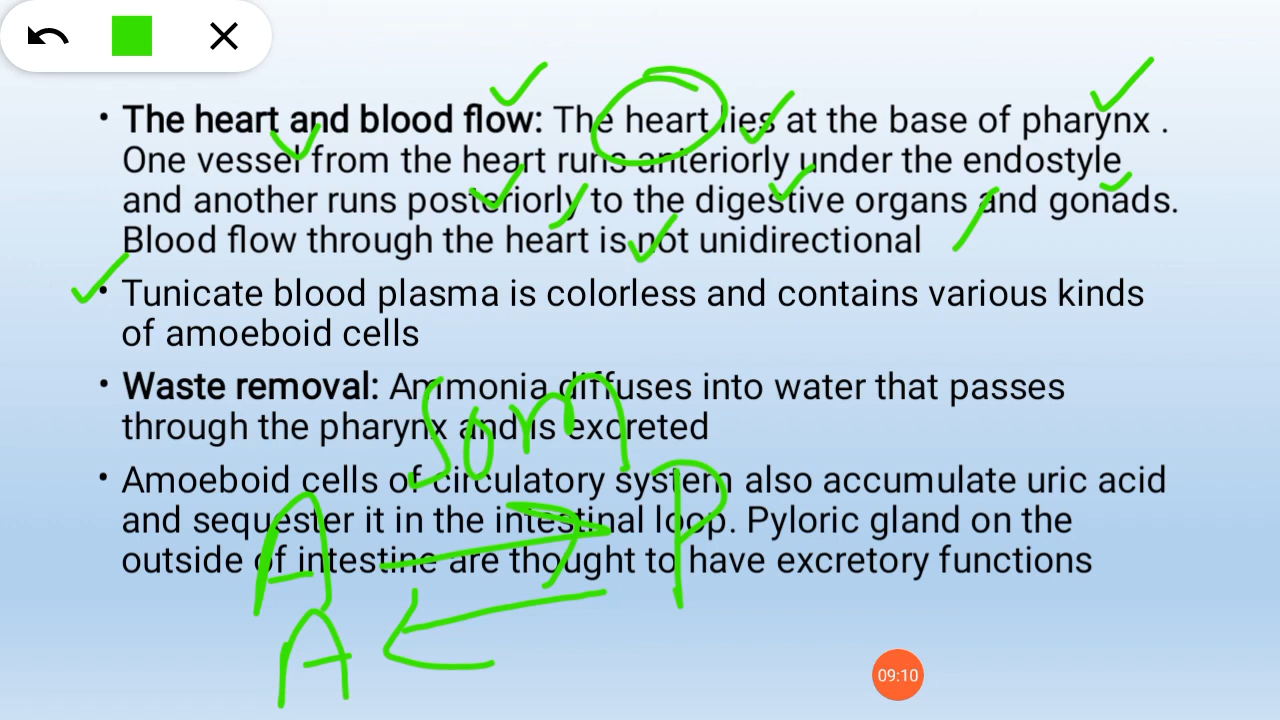 • The heart and blood flow: The heart lies at the base of pharynx .
One vessel from the heart runs anteriorly under the endostyle
and another runs posteriorly to the digestive organs and gonads.
Blood flow through the heart is not unidirectional
• Tunicate blood plasma is colorless and contains various kinds
of amoeboid cells
• Waste removal: Ammonia diffuses into water that passes
through the pharynx and is excreted
• Amoeboid cells of circulatory system also accumulate uric acid
and sequester it in the intestinal loop. Pyloric gland on the
outside of intestine are thought to have excretory functions
A P
A
09:10